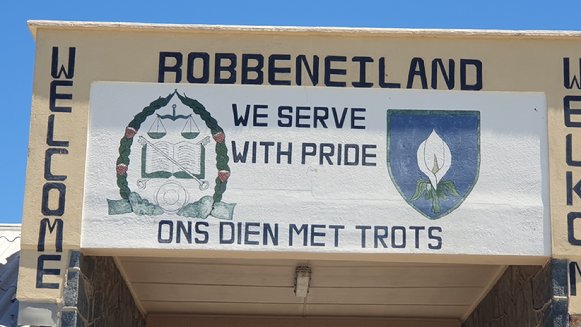 ROBBENEILAND
WELCOME
WE SERVE
WITH PRIDE
ONS DIEN MET TROTS
WELKOM